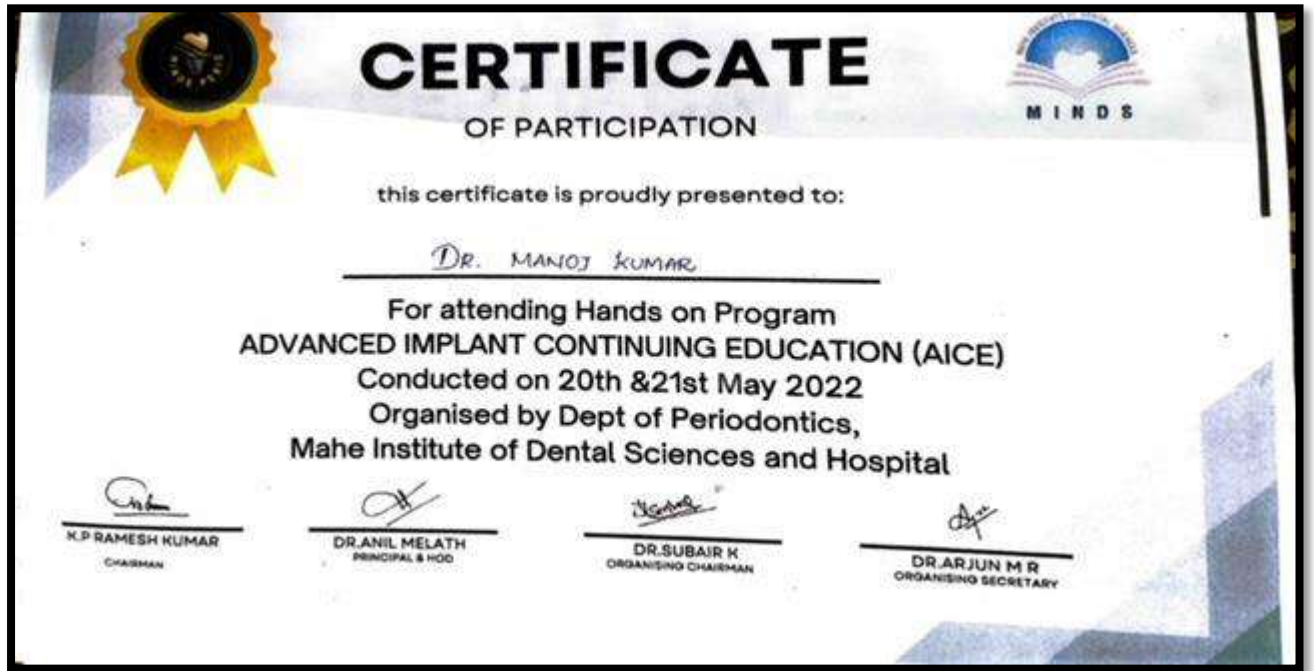 CERTIFICATE
OF PARTICIPATION
MINDS
this certificate is proudly presented to:
DR. MANOJ KUMAR
For attending Hands on Program
ADVANCED IMPLANT CONTINUING EDUCATION (AICE)
Conducted on 20th &21st May 2022
Organised by Dept of Periodontics,
Mahe Institute of Dental Sciences and Hospital
K.P RAMESH KUMAR
CHAIRMAN
DR.ANIL MELATH
PRINCIPAL & HOD
DR.SUBAIR K
ORGANISING CHAIRMAN
DR.ARJUN M R
ORGANISING SECRETARY